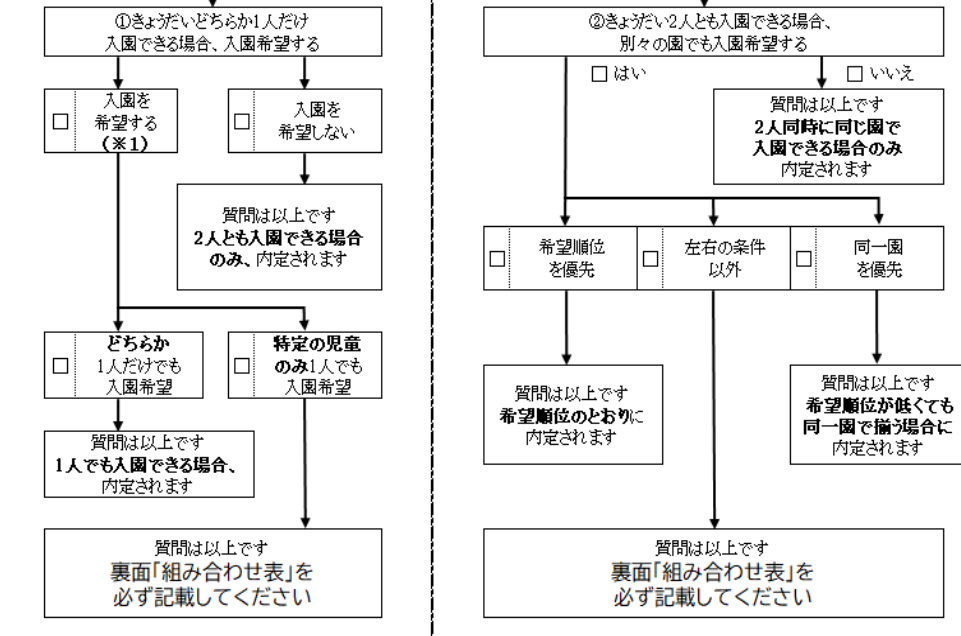 ①きょうだいどちらか1人だけ
入園できる場合、入園希望する
□
入園を
希望する
(※1)
□
入園を
希望しない
質問は以上です
2人とも入園できる場合
のみ、内定されます
□
どちらか
1人だけでも
入園希望
□
特定の児童
のみ1人でも
入園希望
質問は以上です
1人でも入園できる場合、
内定されます
質問は以上です
裏面「組み合わせ表」を
必ず記載してください
②きょうだい2人とも入園できる場合、
別々の園でも入園希望する
□ はい
□ いいえ
質問は以上です
2人同時に同じ園で
入園できる場合のみ
内定されます
□
希望順位
を優先
□
左右の条件
以外
□
同一園
を優先
質問は以上です
希望順位のとおりに
内定されます
質問は以上です
希望順位が低くても
同一園で揃う場合に
内定されます
質問は以上です
裏面「組み合わせ表」を
必ず記載してください